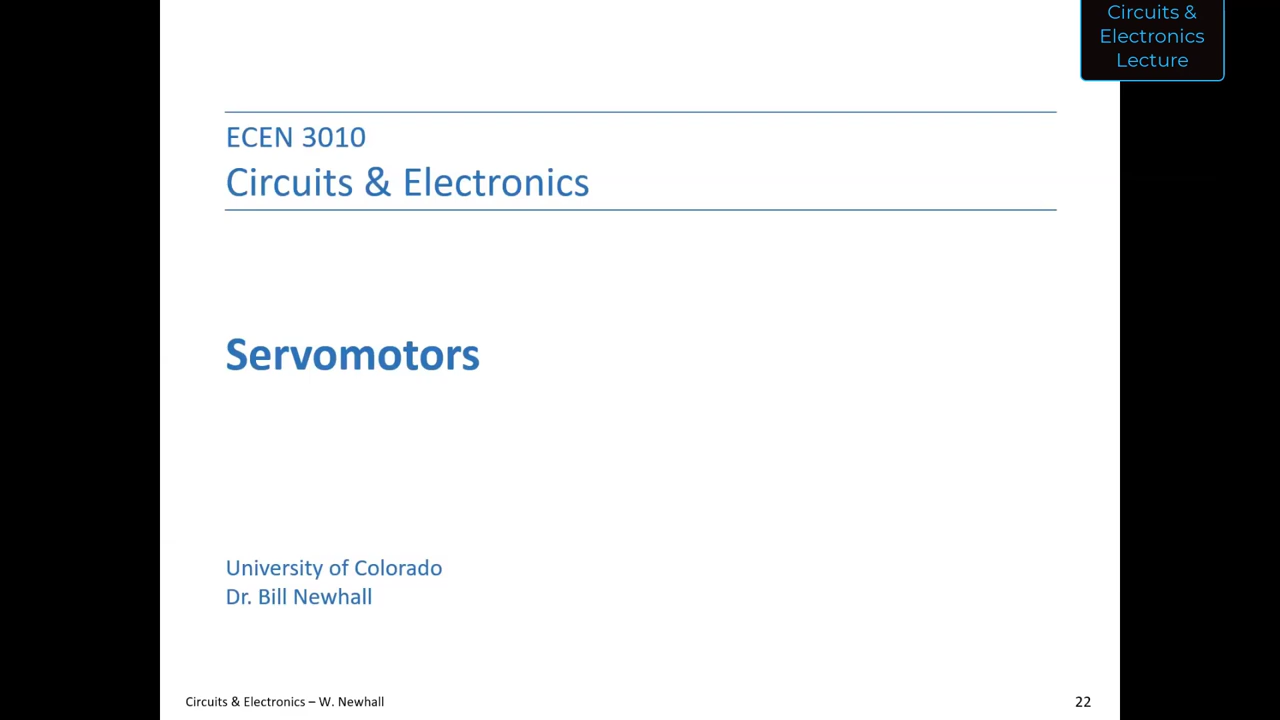 Circuits &
Electronics
Lecture
ECEN 3010
Circuits & Electronics
Servomotors
University of Colorado
Dr. Bill Newhall
Circuits & Electronics – W. Newhall
22